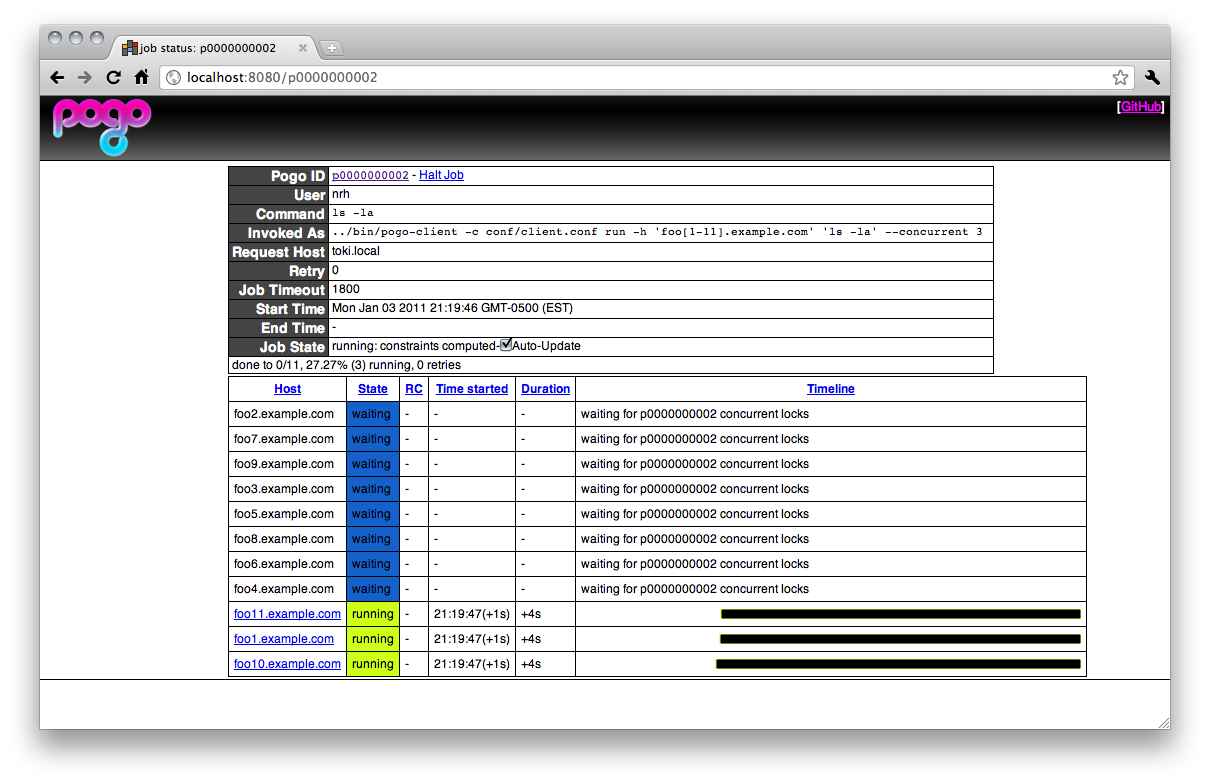 job status: p0000000002
localhost:8080/p0000000002
pogo
[GitHub]
Pogo ID p0000000002 - Halt Job
User nrh
Command ls -la
Invoked As ../bin/pogo-client -c conf/client.conf run -h 'foo[1-11].example.com' 'ls -la' --concurrent 3
Request Host toki.local
Retry 0
Job Timeout 1800
Start Time Mon Jan 03 2011 21:19:46 GMT-0500 (EST)
End Time -
Job State running: constraints computed-Auto-Update
done to 0/11, 27.27% (3) running, 0 retries
Host State RC Time started Duration Timeline
foo2.example.com waiting - - - waiting for p0000000002 concurrent locks
foo7.example.com waiting - - - waiting for p0000000002 concurrent locks
foo9.example.com waiting - - - waiting for p0000000002 concurrent locks
foo3.example.com waiting - - - waiting for p0000000002 concurrent locks
foo5.example.com waiting - - - waiting for p0000000002 concurrent locks
foo8.example.com waiting - - - waiting for p0000000002 concurrent locks
foo6.example.com waiting - - - waiting for p0000000002 concurrent locks
foo4.example.com waiting - - - waiting for p0000000002 concurrent locks
foo11.example.com running - 21:19:47(+1s) +4s
foo1.example.com running - 21:19:47(+1s) +4s
foo10.example.com running - 21:19:47(+1s) +4s